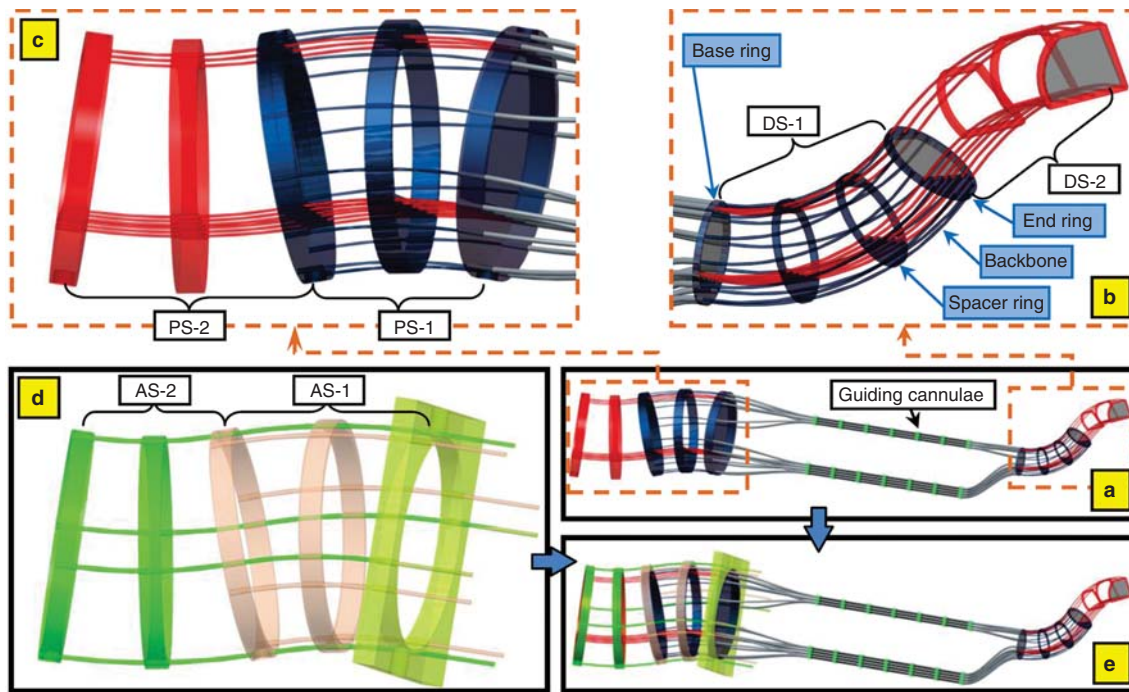 c
PS-2
PS-1
Base ring
DS-1
DS-2
End ring
Backbone
Spacer ring
b
d
AS-2
AS-1
Guiding cannulae
a
e